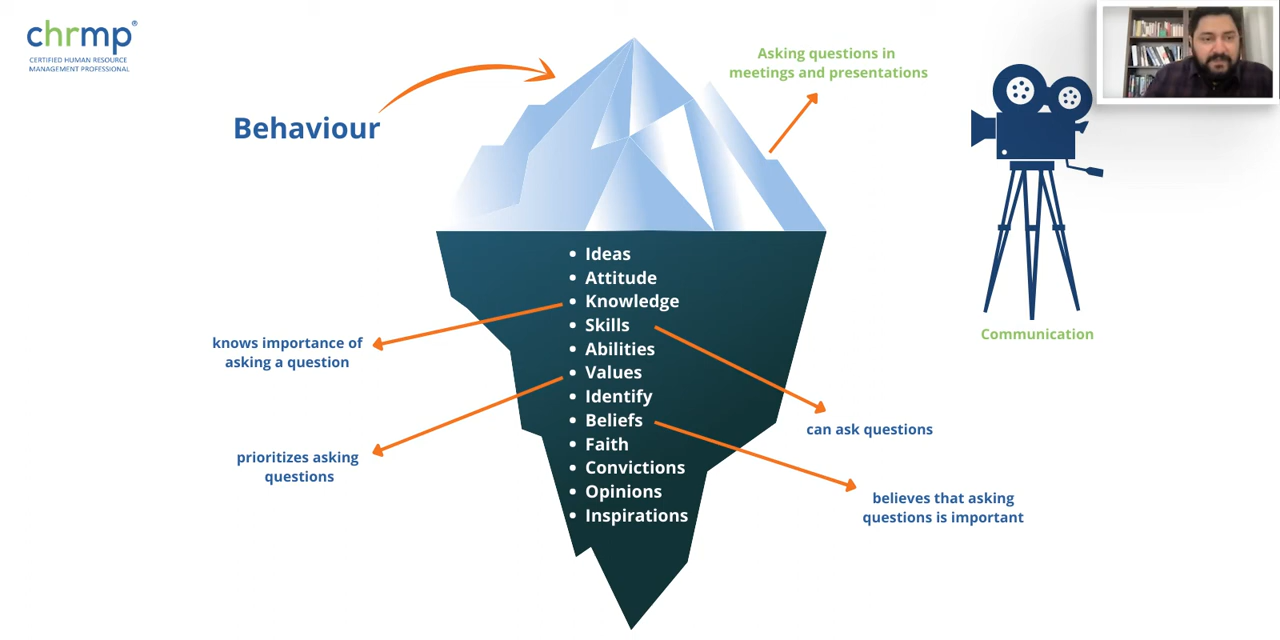 chrmp®
CERTIFIED HUMAN RESOURCE
MANAGEMENT PROFESSIONAL
Behaviour
Asking questions in
meetings and presentations
• Ideas
• Attitude
• Knowledge
• Skills
• Abilities
• Values
• Identify
• Beliefs
• Faith
• Convictions
• Opinions
• Inspirations
knows importance of
asking a question
prioritizes asking
questions
can ask questions
believes that asking
questions is important
Communication